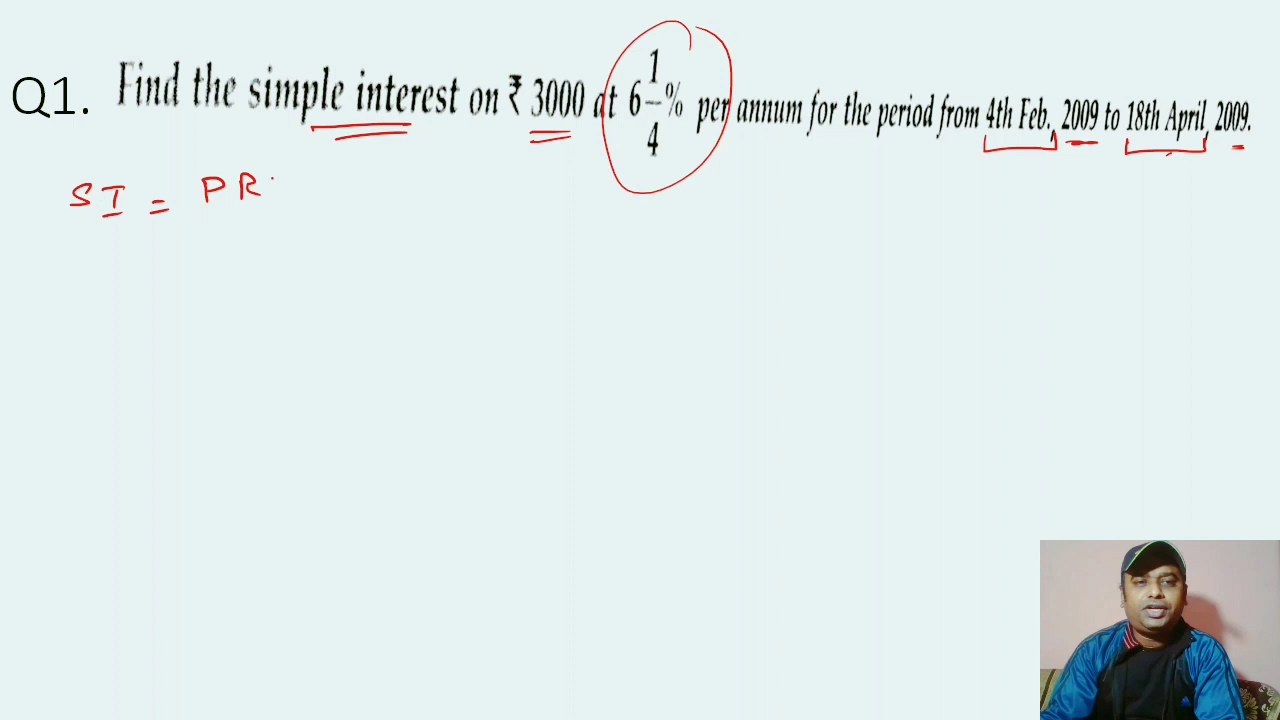 Q1. Find the simple interest on ₹ 3000 at 6 1/4 % per annum for the period from 4th Feb., 2009 to 18th April, 2009.
SI = PR